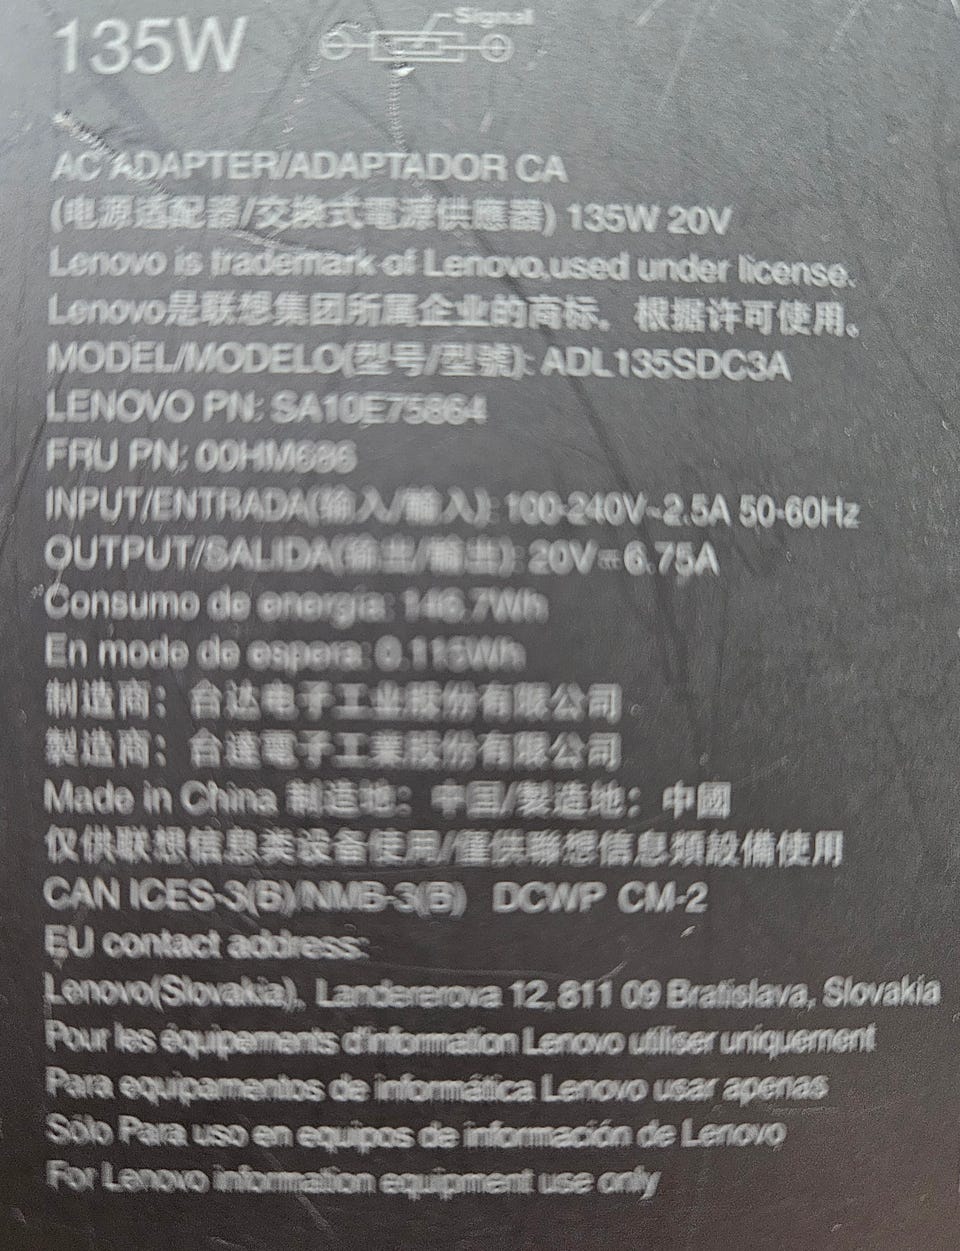 135W
Signal
AC ADAPTER/ADAPTADOR CA
(电源适配器/交換式電源供應器) 135W 20V
Lenovo is trademark of Lenovo,used under license.
Lenovo是联想集团所属企业的商标。根据许可使用。
MODEL/MODELO(型号/型號): ADL135SDC3A
LENOVO PN: SA10E75864
FRU PN: 00HM686
INPUT/ENTRADA(输入/輸入): 100-240V~2.5A 50-60Hz
OUTPUT/SALIDA(输出/輸出): 20V⎓6.75A
Consumo de energía: 146.7Wh
En modo de espera: 0.115Wh
制造商：台达电子工业股份有限公司
製造商：台達電子工業股份有限公司
Made in China 制造地：中国/製造地：中國
仅供联想信息类设备使用/僅供聯想信息類設備使用
CAN ICES-3(B)/NMB-3(B) DCWP CM-2
EU contact address:
Lenovo(Slovakia), Landererova 12,811 09 Bratislava, Slovakia
Pour les équipements d'information Lenovo utiliser uníquement
Para equipamentos de informática Lenovo usar apenas
Sólo Para uso en equipos de información de Lenovo
For Lenovo information equipment use only